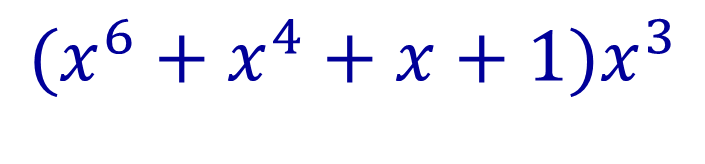 (x⁶ + x⁴ + x + 1)x³